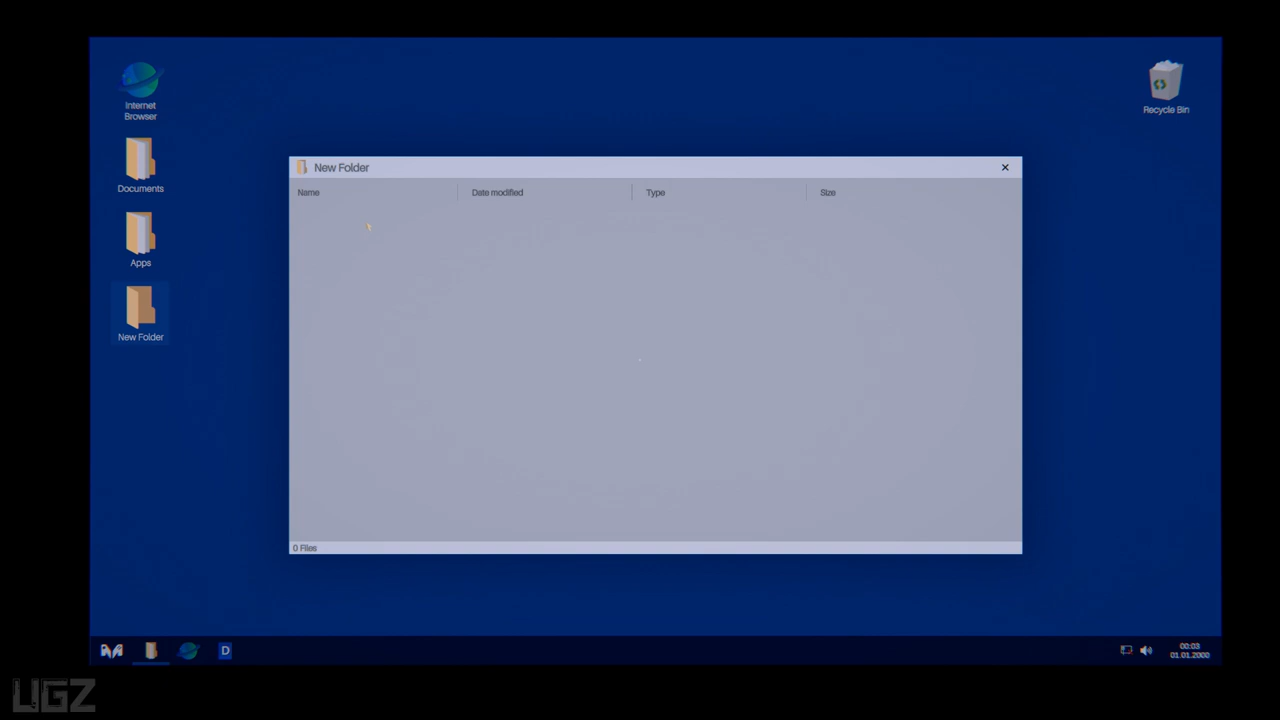 Internet
Browser
Recycle Bin
Documents
New Folder
Name
Date modified
Type
Size
Apps
New Folder
0 Files
D
00:03
01.01.2000
UGZ